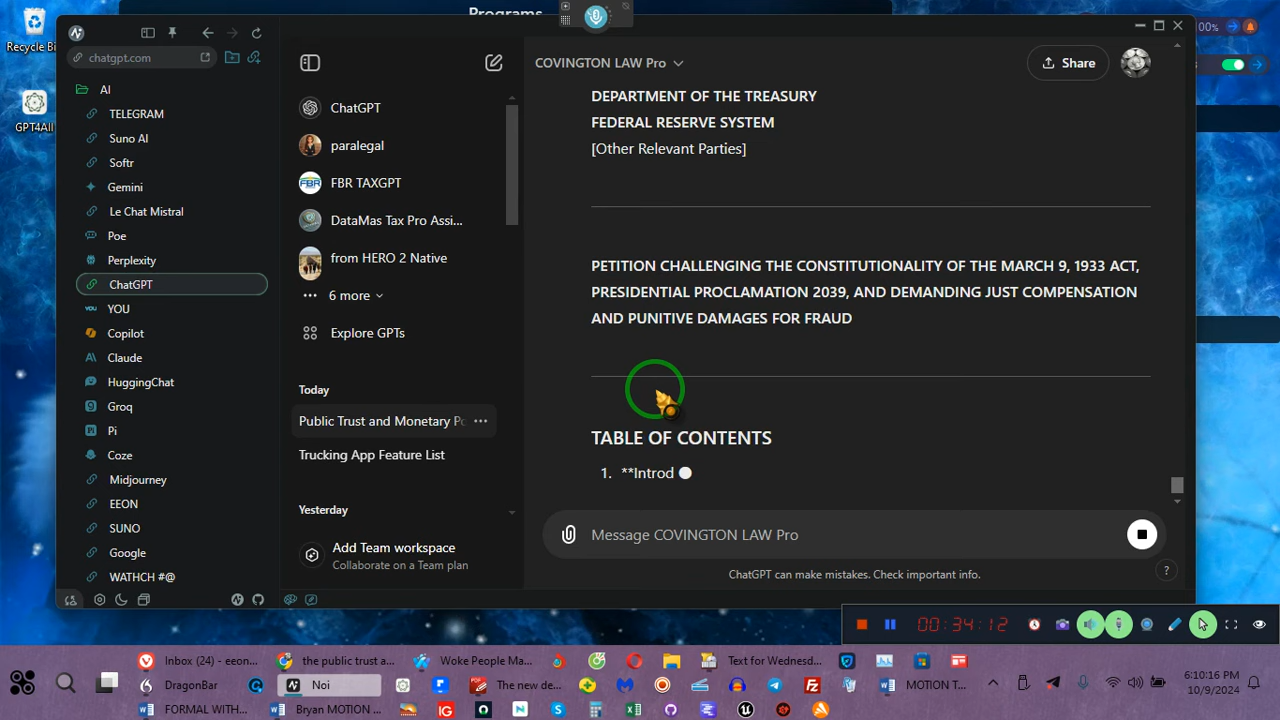 Programs
Recycle Bi
GPT4All
chatgpt.com
AI
TELEGRAM
Suno AI
Softr
Gemini
Le Chat Mistral
Poe
Perplexity
ChatGPT
YOU
Copilot
Claude
HuggingChat
Groq
Pi
Coze
Midjourney
EEON
SUNO
Google
WATHCH #@
ChatGPT
paralegal
FBR TAXGPT
DataMas Tax Pro Assi...
from HERO 2 Native
6 more
Explore GPTs
Today
Public Trust and Monetary Po
Trucking App Feature List
Yesterday
Add Team workspace
Collaborate on a Team plan
COVINGTON LAW Pro
Share
00%
DEPARTMENT OF THE TREASURY
FEDERAL RESERVE SYSTEM
[Other Relevant Parties]
PETITION CHALLENGING THE CONSTITUTIONALITY OF THE MARCH 9, 1933 ACT,
PRESIDENTIAL PROCLAMATION 2039, AND DEMANDING JUST COMPENSATION
AND PUNITIVE DAMAGES FOR FRAUD
TABLE OF CONTENTS
1. **Introd
Message COVINGTON LAW Pro
ChatGPT can make mistakes. Check important info.
?
00:34:12
Inbox (24) - eeon...
the public trust a...
Woke People Ma...
Text for Wednesd...
DragonBar
Noi
The new de...
MOTION T...
FORMAL WITH...
Bryan MOTION ...
6:10:16 PM
10/9/2024